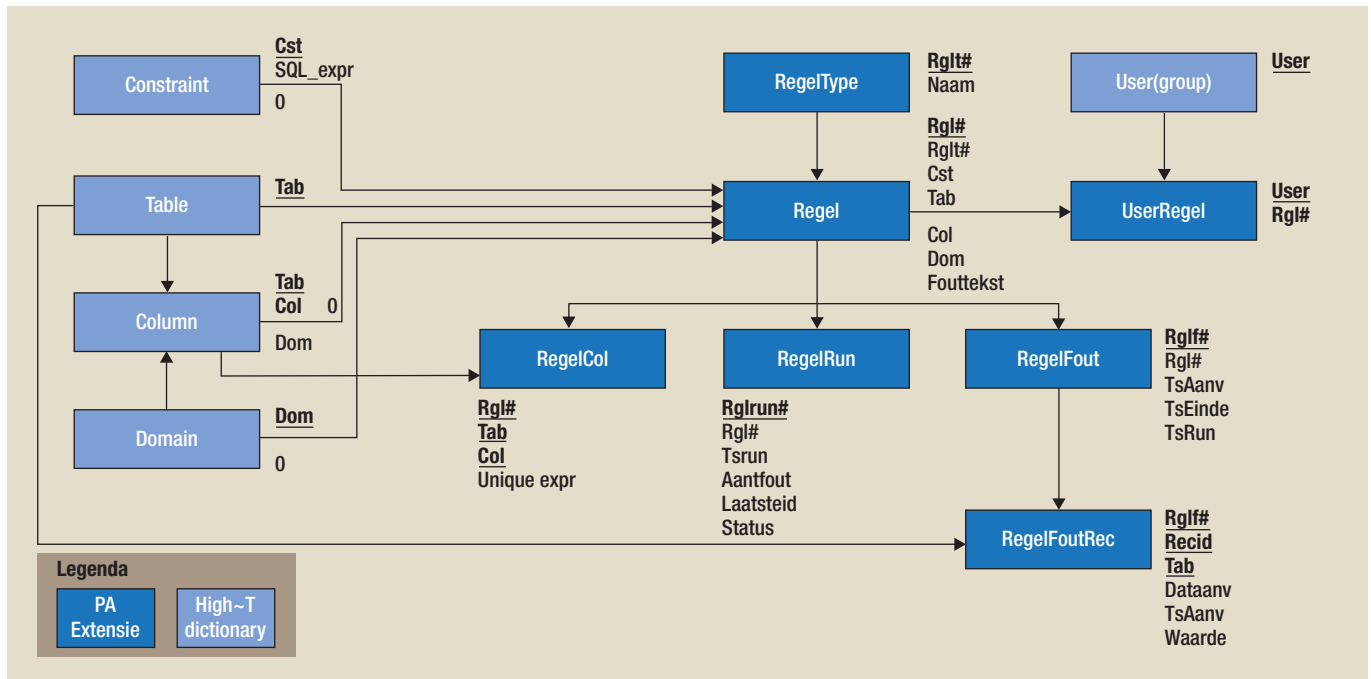 Constraint
Cst
SQL_expr
0
RegelType
Rglt#
Naam
User(group)
User
Table
Tab
Regel
Rgl#
Rglt#
Cst
Tab
Col
Dom
Fouttekst
UserRegel
User
Rgl#
Column
Tab
Col 0
Dom
Domain
Dom
0
RegelCol
Rgl#
Tab
Col
Unique expr
RegelRun
Rglrun#
Rgl#
Tsrun
Aantfout
Laatsteid
Status
RegelFout
Rglf#
Rgl#
TsAanv
TsEinde
TsRun
RegelFoutRec
Rglf#
Recid
Tab
Dataanv
TsAanv
Waarde
Legenda
PA
Extensie
High~T
dictionary